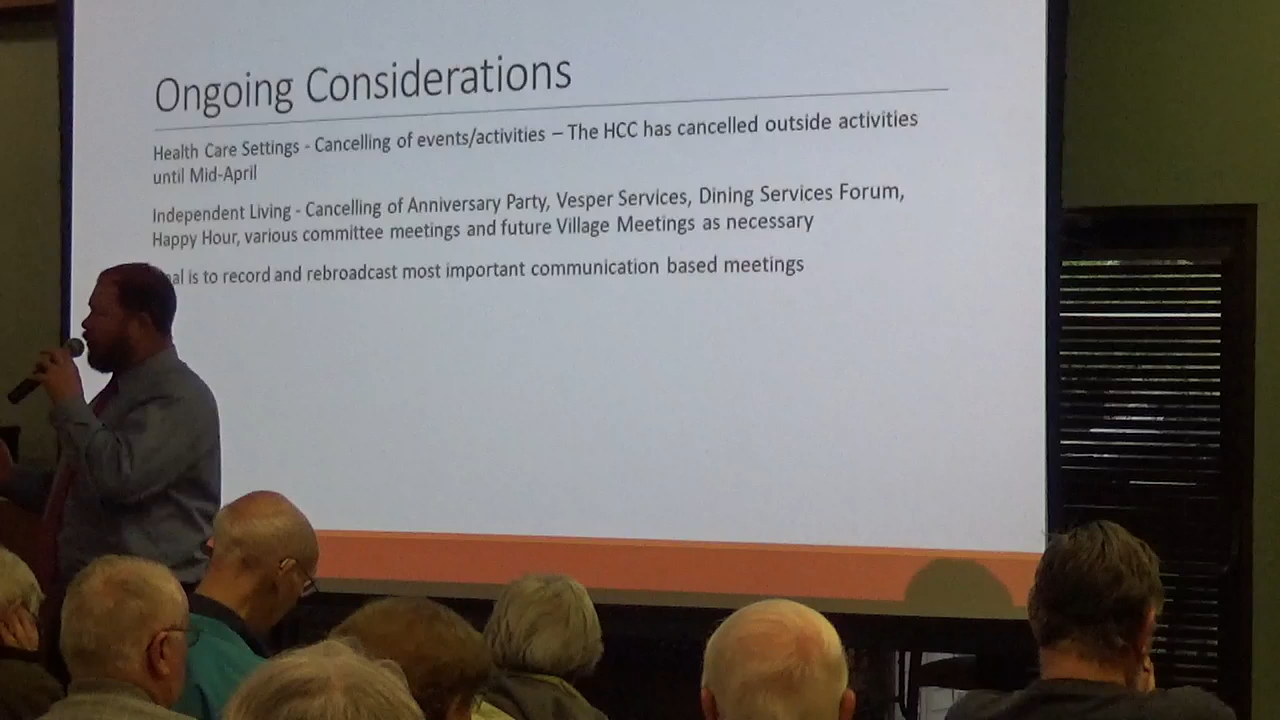 Ongoing Considerations
Health Care Settings - Cancelling of events/activities – The HCC has cancelled outside activities
until Mid-April
Independent Living - Cancelling of Anniversary Party, Vesper Services, Dining Services Forum,
Happy Hour, various committee meetings and future Village Meetings as necessary
is to record and rebroadcast most important communication based meetings